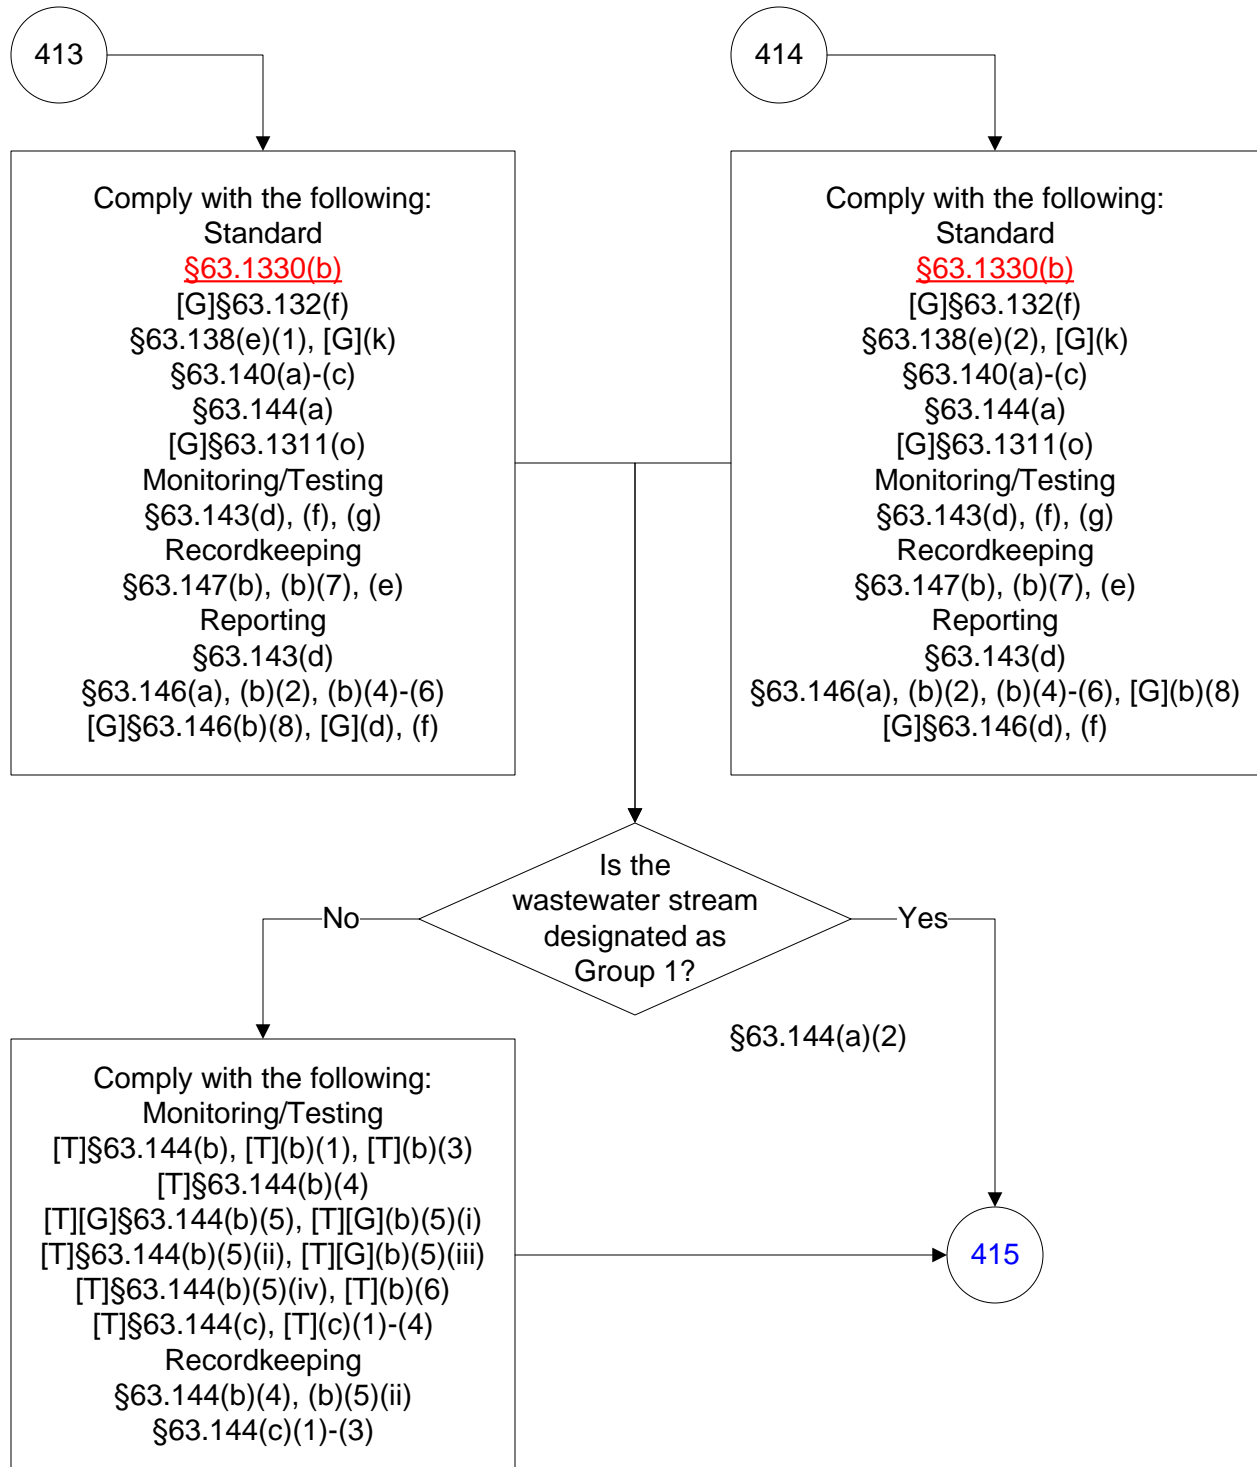 413
Comply with the following:
Standard
§63.1330(b)
[G]§63.132(f)
§63.138(e)(1), [G](k)
§63.140(a)-(c)
§63.144(a)
[G]§63.1311(o)
Monitoring/Testing
§63.143(d), (f), (g)
Recordkeeping
§63.147(b), (b)(7), (e)
Reporting
§63.143(d)
§63.146(a), (b)(2), (b)(4)-(6)
[G]§63.146(b)(8), [G](d), (f)
414
Comply with the following:
Standard
§63.1330(b)
[G]§63.132(f)
§63.138(e)(2), [G](k)
§63.140(a)-(c)
§63.144(a)
[G]§63.1311(o)
Monitoring/Testing
§63.143(d), (f), (g)
Recordkeeping
§63.147(b), (b)(7), (e)
Reporting
§63.143(d)
§63.146(a), (b)(2), (b)(4)-(6), [G](b)(8)
[G]§63.146(d), (f)
Is the
wastewater stream
designated as
Group 1?
No
Yes
§63.144(a)(2)
Comply with the following:
Monitoring/Testing
[T]§63.144(b), [T](b)(1), [T](b)(3)
[T]§63.144(b)(4)
[T][G]§63.144(b)(5), [T][G](b)(5)(i)
[T]§63.144(b)(5)(ii), [T][G](b)(5)(iii)
[T]§63.144(b)(5)(iv), [T](b)(6)
[T]§63.144(c), [T](c)(1)-(4)
Recordkeeping
§63.144(b)(4), (b)(5)(ii)
§63.144(c)(1)-(3)
415